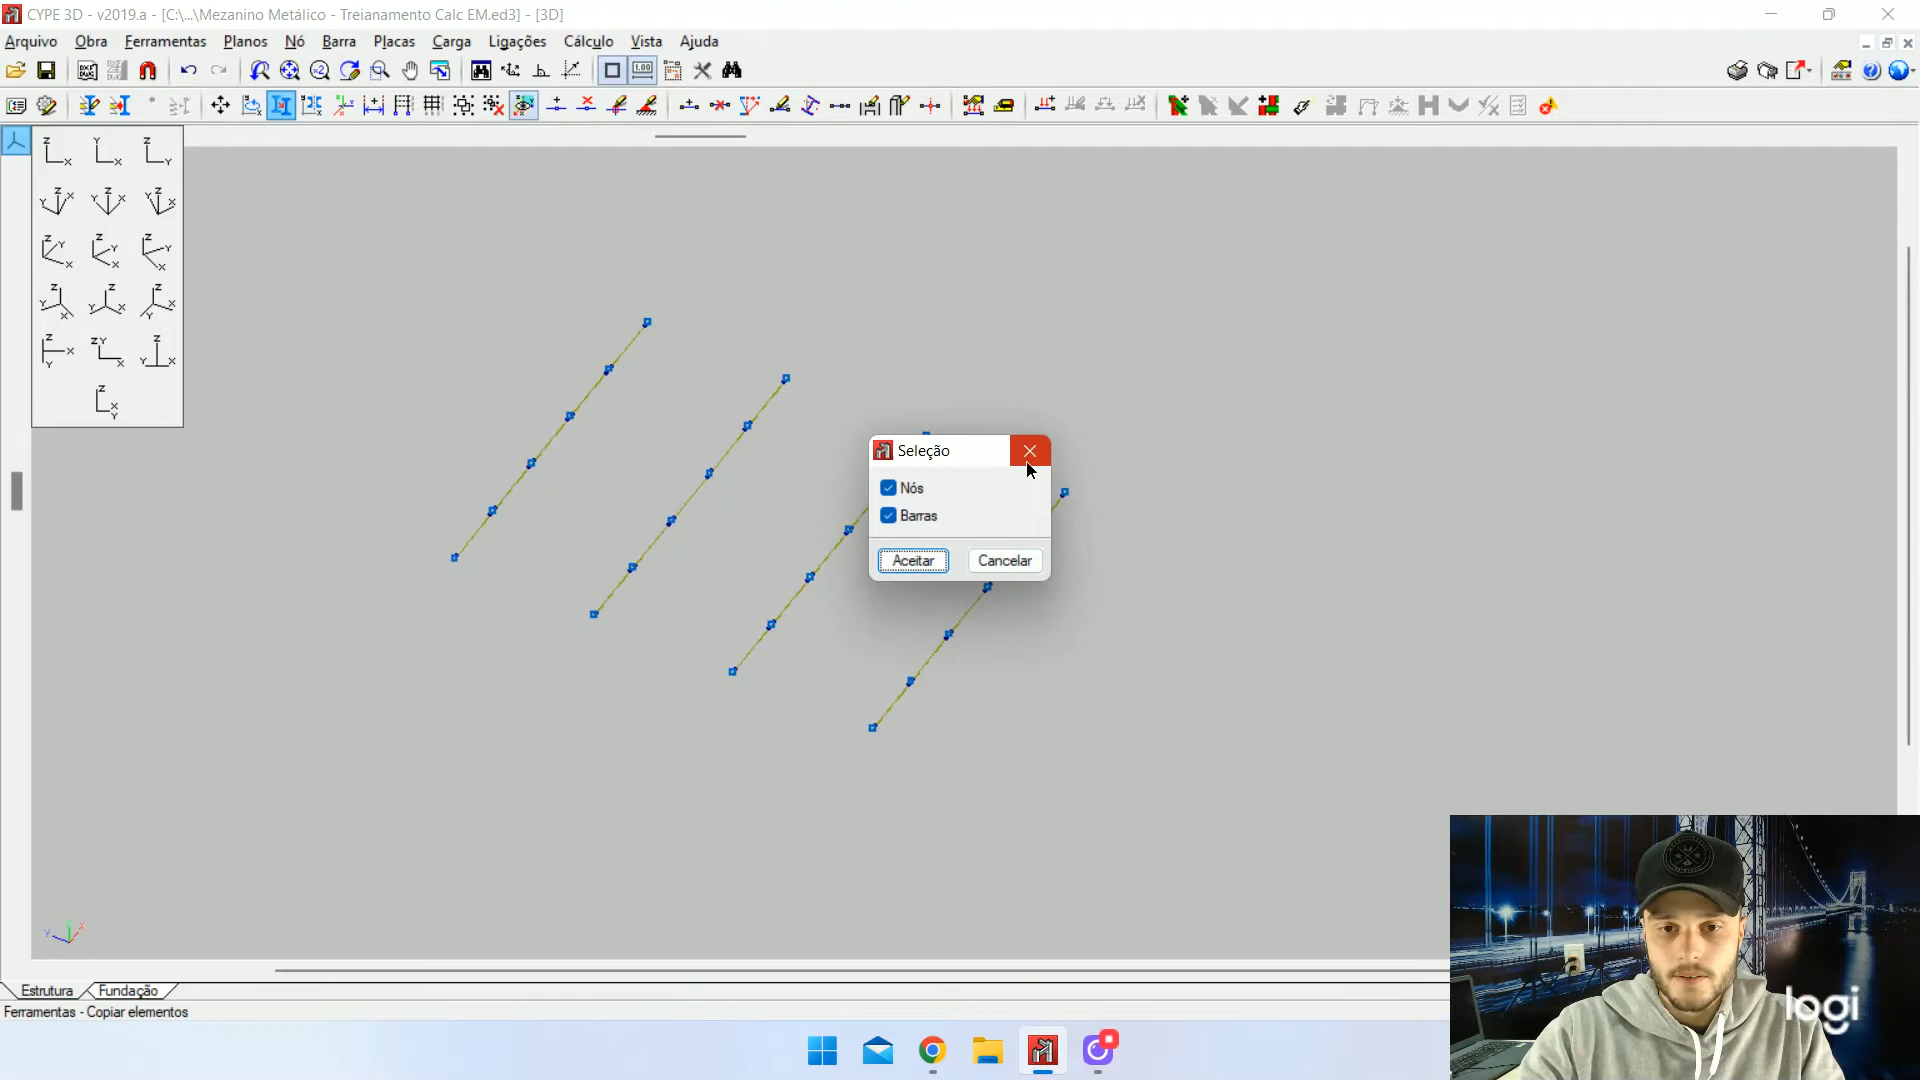 CYPE 3D - v2019.a - [C:\...\Mezanino Metálico - Treianamento Calc EM.ed3] - [3D]
Arquivo Obra Ferramentas Planos Nó Barra Placas Carga Ligações Cálculo Vista Ajuda
Seleção
Nós
Barras
Aceitar Cancelar
Estrutura Fundação
Ferramentas - Copiar elementos
logi